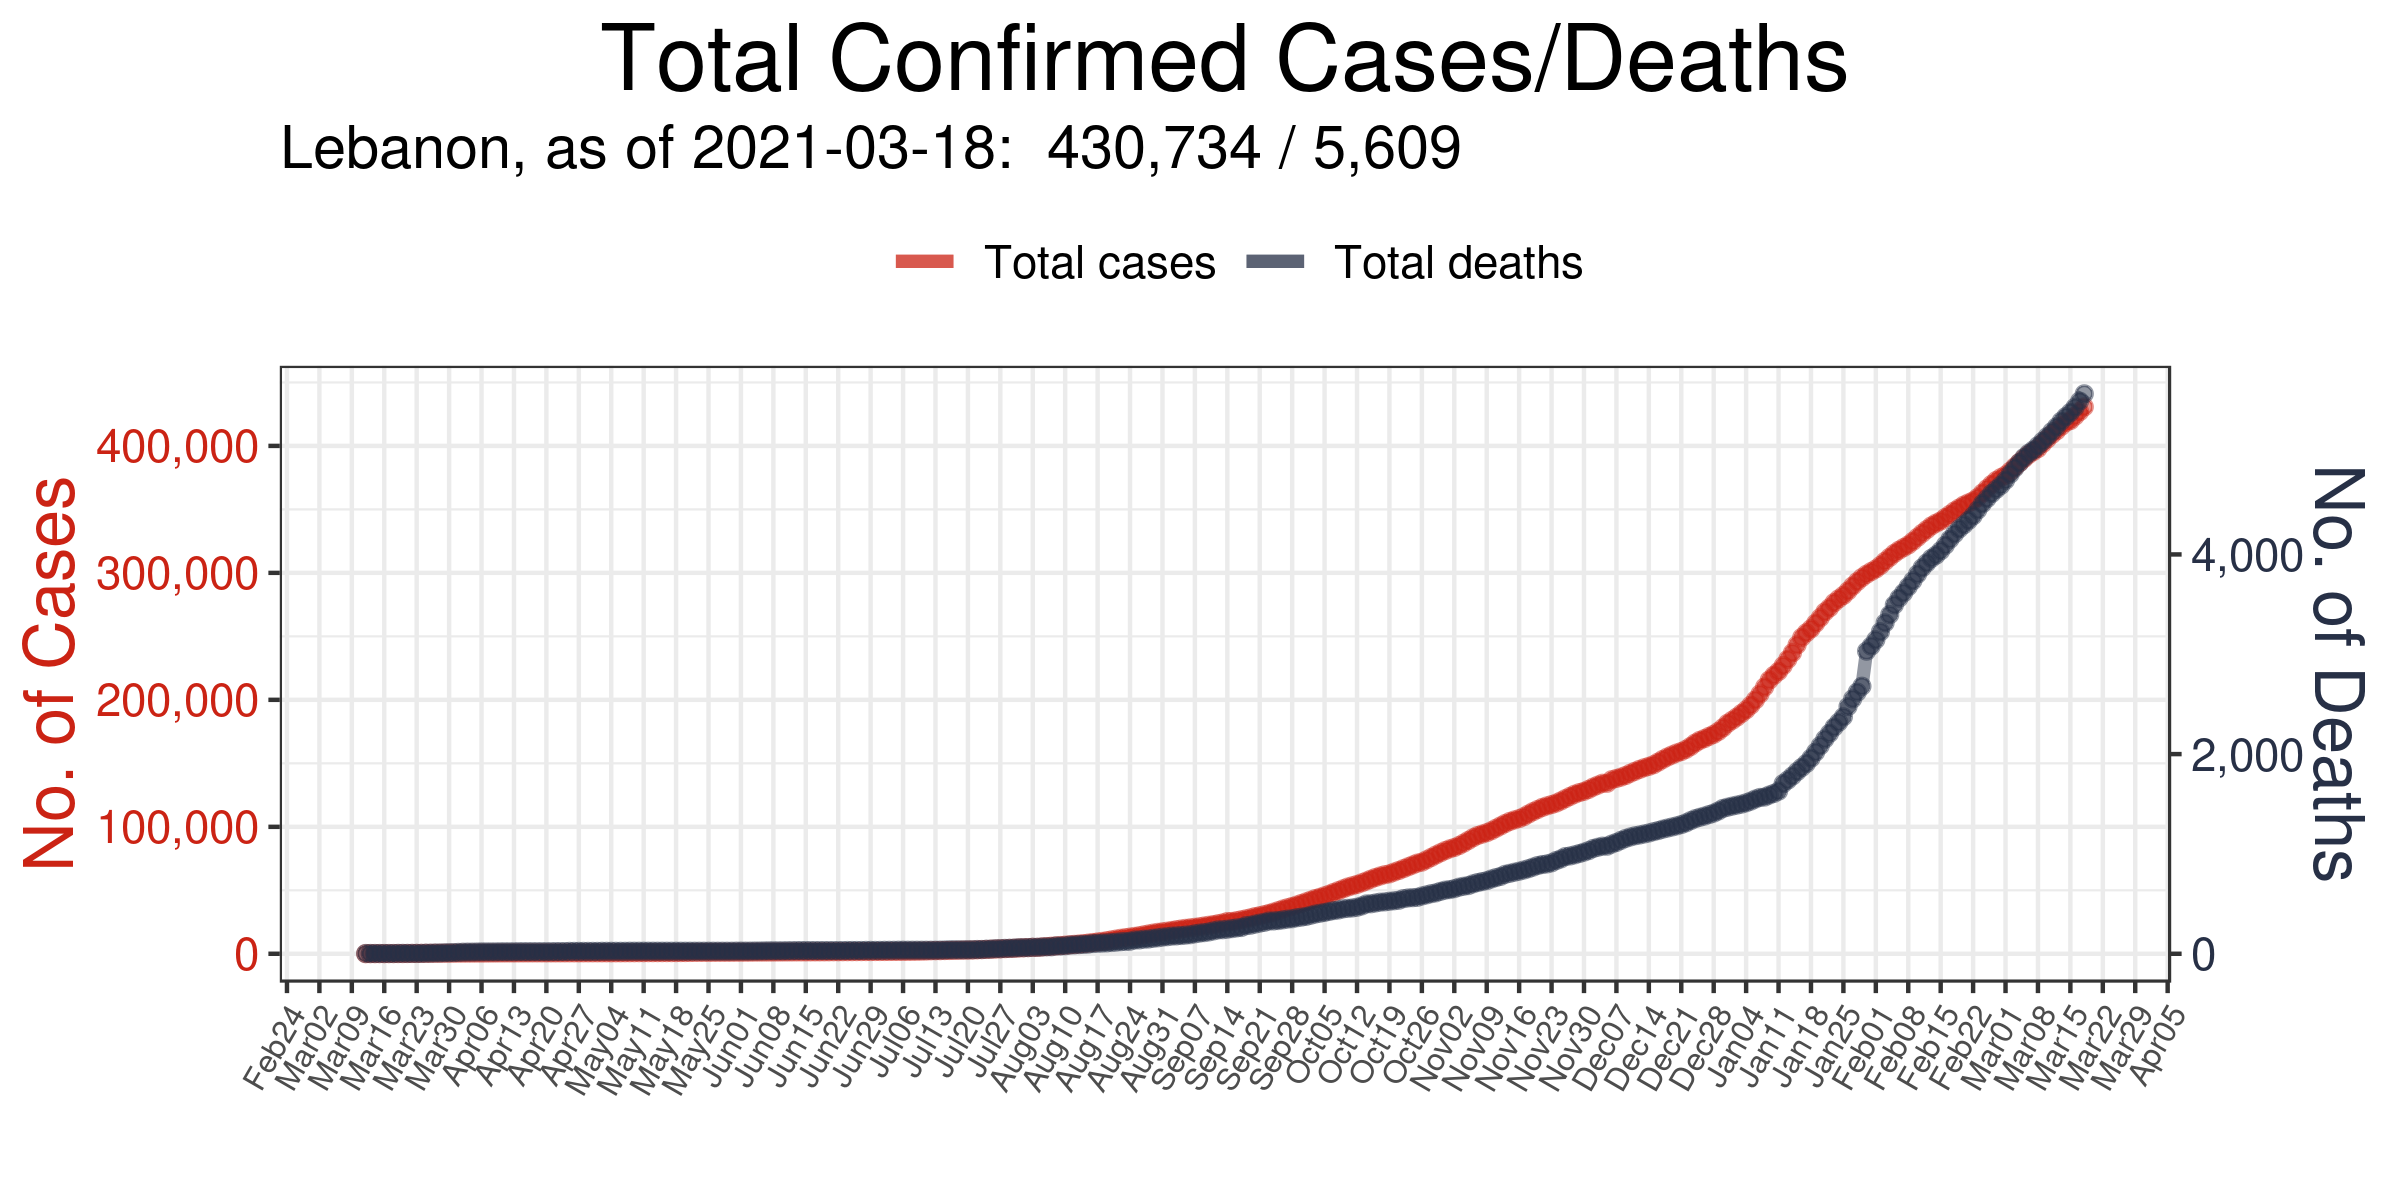 Total Confirmed Cases/Deaths
Lebanon, as of 2021-03-18: 430,734 / 5,609
Total cases Total deaths
No. of Cases
400,000
300,000
200,000
100,000
0
4,000
2,000
0
No. of Deaths
Feb24 Mar02 Mar09 Mar16 Mar23 Mar30 Apr06 Apr13 Apr20 Apr27 May04 May11 May18 May25 Jun01 Jun08 Jun15 Jun22 Jun29 Jul06 Jul13 Jul20 Jul27 Aug03 Aug10 Aug17 Aug24 Aug31 Sep07 Sep14 Sep21 Sep28 Oct05 Oct12 Oct19 Oct26 Nov02 Nov09 Nov16 Nov23 Nov30 Dec07 Dec14 Dec21 Dec28 Dec04 Jan11 Jan18 Jan18 Jan25 Feb01 Feb08 Feb15 Feb22 Mar01 Mar08 Mar15 Mar22 Mar29 Apr05